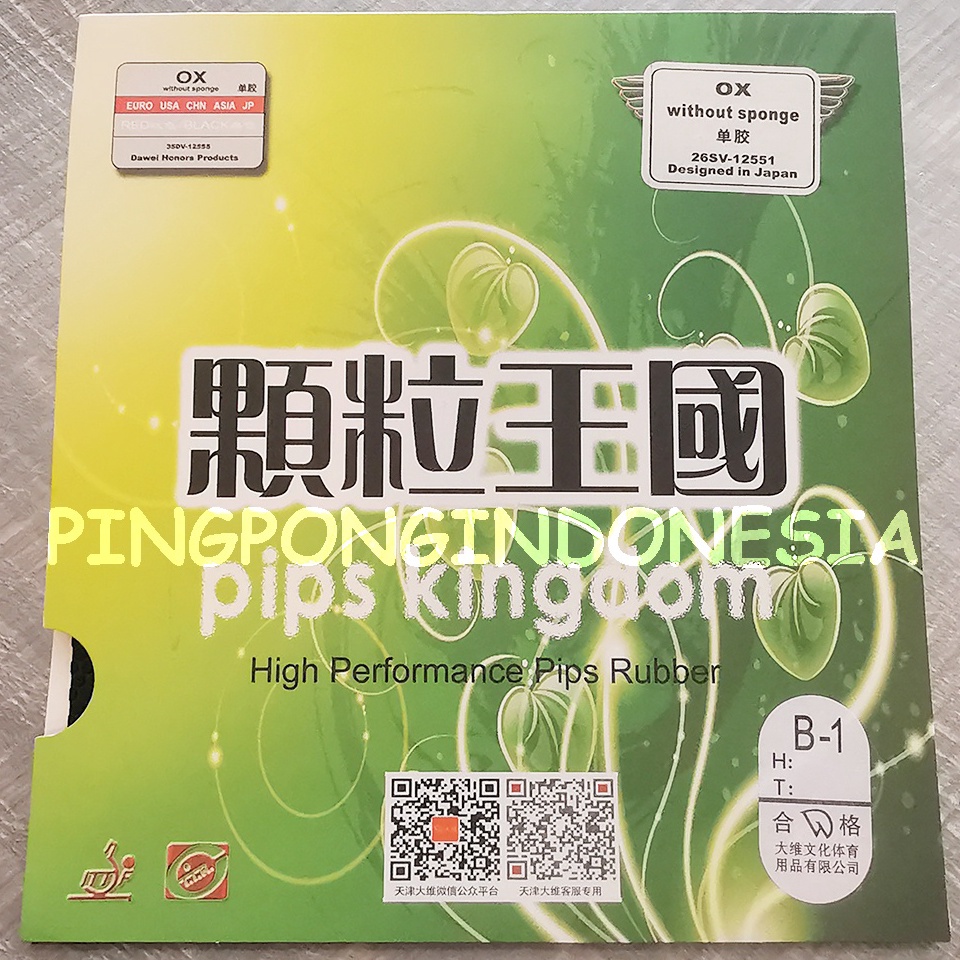 OX
without sponge 单胶
EURO USA CHN ASIA JP
35DV-12558
Dawei Honors Products
OX
without sponge
单胶
26SV-12551
Designed in Japan
顆粒王國
PINGPONGINDONESIA
pips kingdom
High Performance Pips Rubber
B-1
H:
T:
合 格
大维文化体育
用品有限公司
天津大维微信公众平台
天津大维客服专用